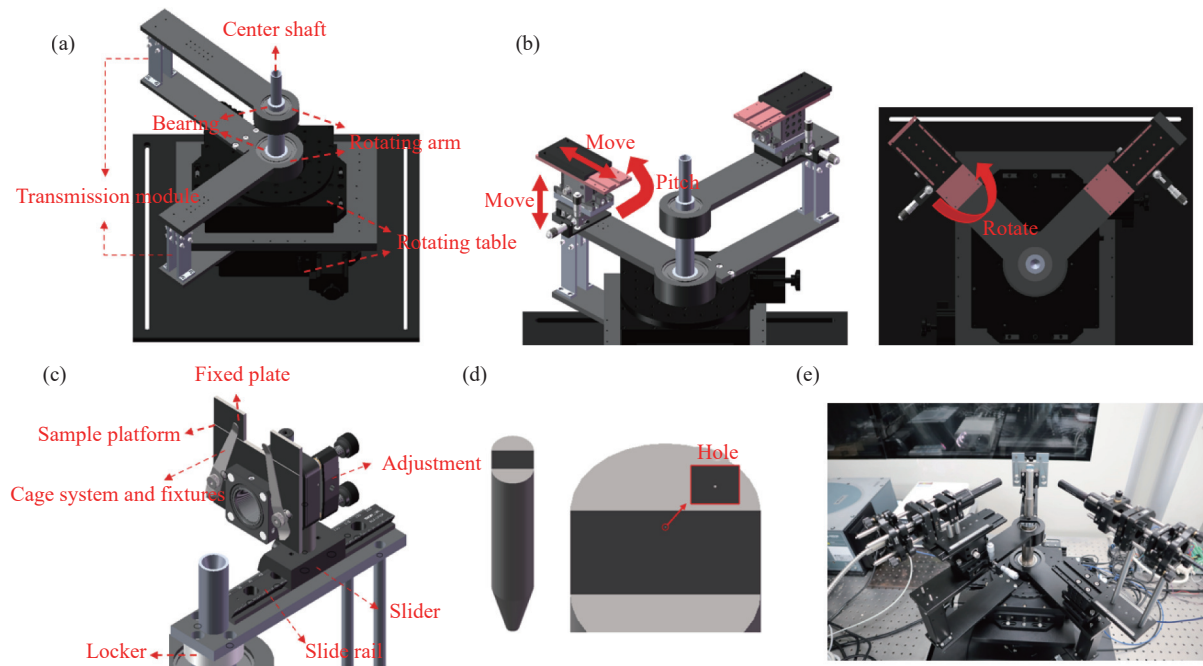 (a)
Center shaft
Bearing
Rotating arm
Transmission module
Rotating table
(b)
Move
Pitch
Move
Rotate
(c)
Fixed plate
Sample platform
Adjustment
Cage system and fixtures
Slider
Slide rail
Locker
(d)
Hole
(e)